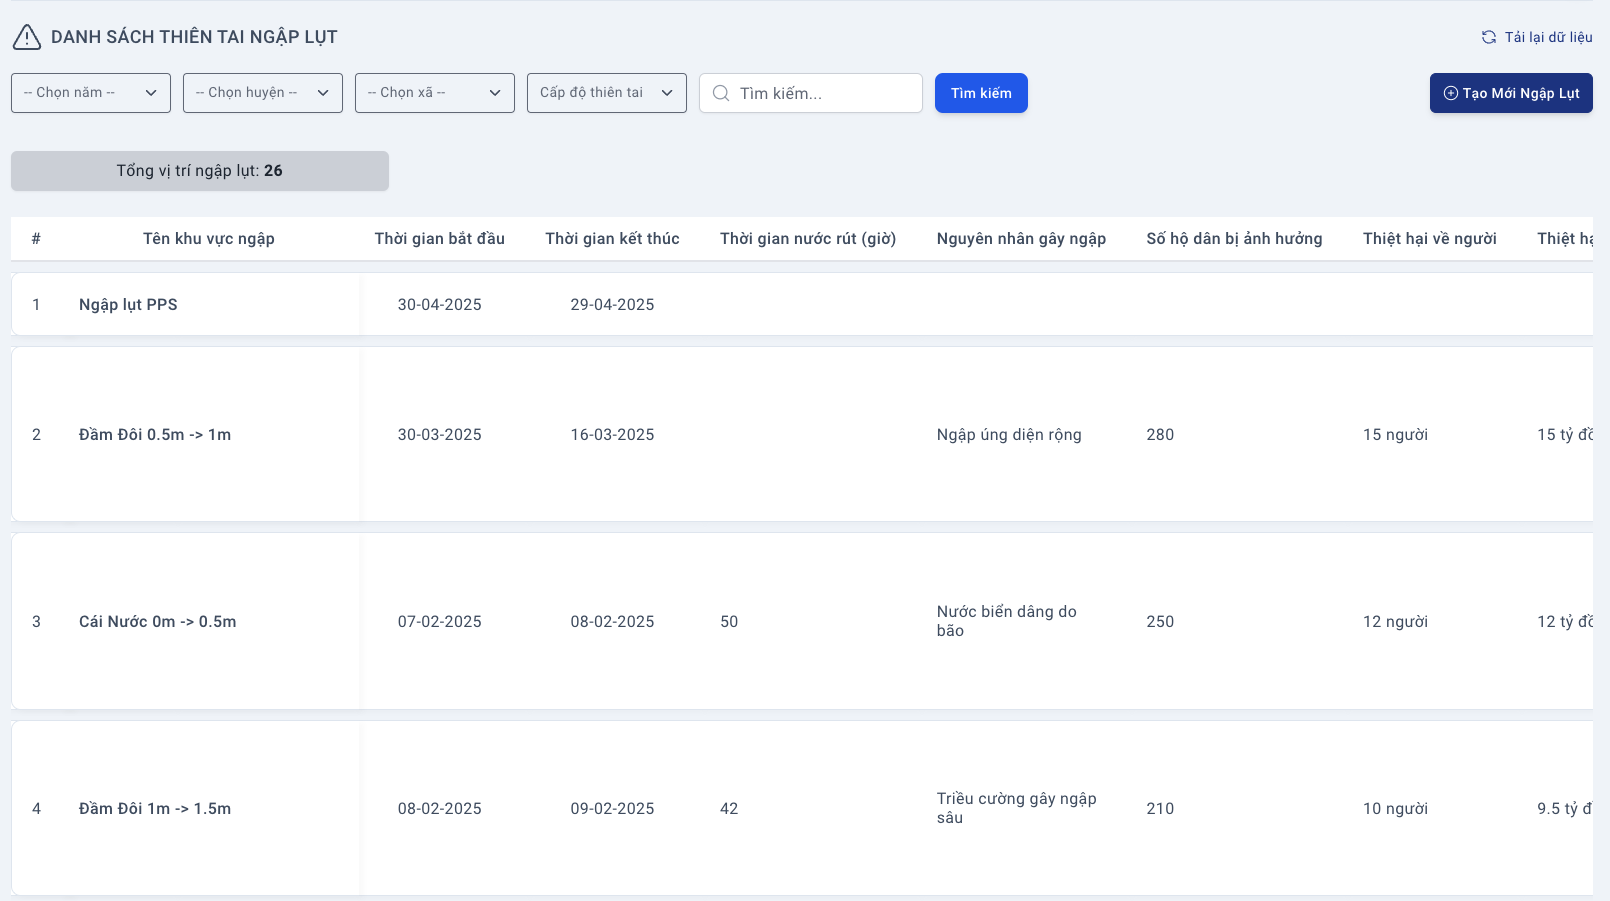 DANH SÁCH THIÊN TAI NGẬP LỤT
Tải lại dữ liệu
-- Chọn năm --
-- Chọn huyện --
-- Chọn xã --
Cấp độ thiên tai
Tìm kiếm...
Tìm kiếm
Tạo Mới Ngập Lụt
Tổng vị trí ngập lụt: 26
# Tên khu vực ngập Thời gian bắt đầu Thời gian kết thúc Thời gian nước rút (giờ) Nguyên nhân gây ngập Số hộ dân bị ảnh hưởng Thiệt hại về người Thiệt
1 Ngập lụt PPS 30-04-2025 29-04-2025
2 Đầm Đôi 0.5m -> 1m 30-03-2025 16-03-2025 Ngập úng diện rộng 280 15 người 15 tỷ
3 Cái Nước 0m -> 0.5m 07-02-2025 08-02-2025 50 Nước biển dâng do
bão
250 12 người 12 tỷ
4 Đầm Đôi 1m -> 1.5m 08-02-2025 09-02-2025 42 Triều cường gây ngập
sâu
210 10 người 9.5 tỷ